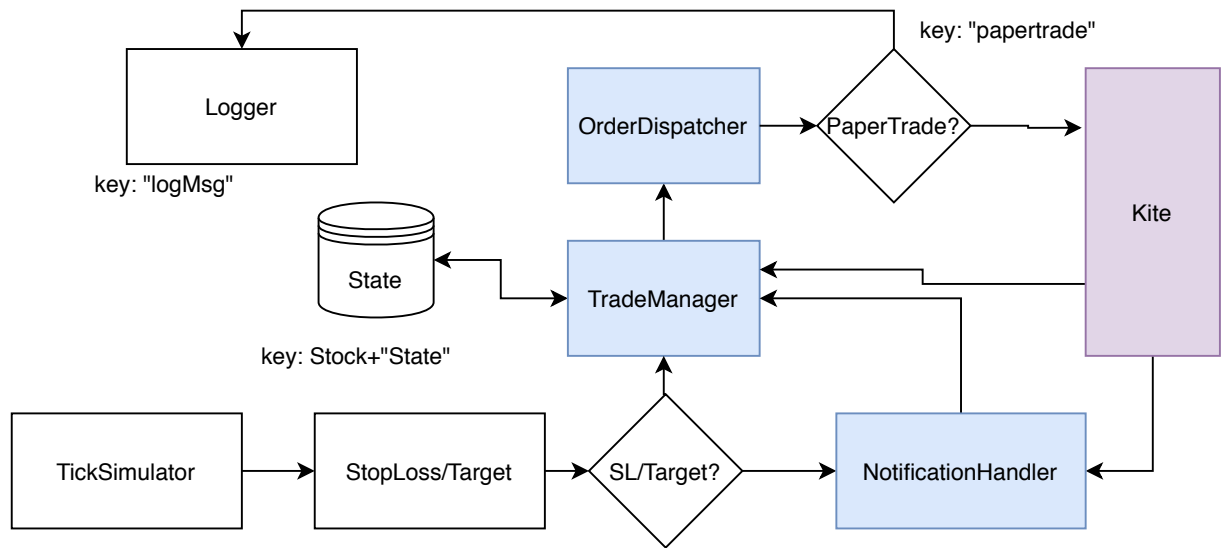 key: "papertrade"
Logger
OrderDispatcher
PaperTrade?
key: "logMsg"
Kite
State
TradeManager
key: Stock+"State"
TickSimulator
StopLoss/Target
SL/Target?
NotificationHandler